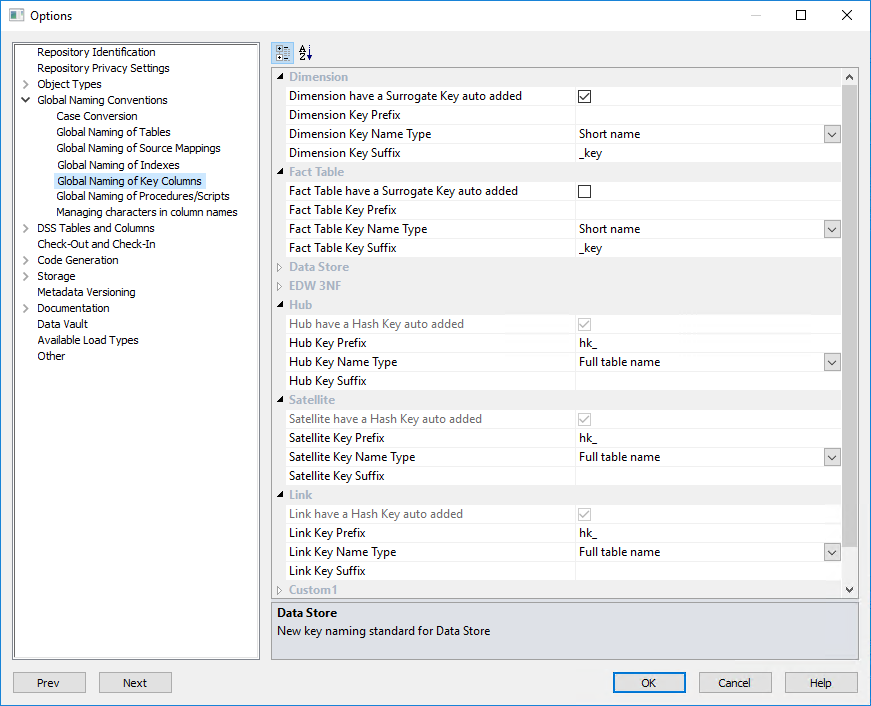 Options
Repository Identification
Repository Privacy Settings
Object Types
Global Naming Conventions
Case Conversion
Global Naming of Tables
Global Naming of Source Mappings
Global Naming of Indexes
Global Naming of Key Columns
Global Naming of Procedures/Scripts
Managing characters in column names
DSS Tables and Columns
Check-Out and Check-In
Code Generation
Storage
Metadata Versioning
Documentation
Data Vault
Available Load Types
Other
Dimension
Dimension have a Surrogate Key auto added
Dimension Key Prefix
Dimension Key Name Type Short name
Dimension Key Suffix _key
Fact Table
Fact Table have a Surrogate Key auto added
Fact Table Key Prefix
Fact Table Key Name Type Short name
Fact Table Key Suffix _key
Data Store
EDW 3NF
Hub
Hub have a Hash Key auto added
Hub Key Prefix hk_
Hub Key Name Type Full table name
Hub Key Suffix
Satellite
Satellite have a Hash Key auto added
Satellite Key Prefix hk_
Satellite Key Name Type Full table name
Satellite Key Suffix
Link
Link have a Hash Key auto added
Link Key Prefix hk_
Link Key Name Type Full table name
Link Key Suffix
Custom1
Data Store
New key naming standard for Data Store
Prev Next OK Cancel Help